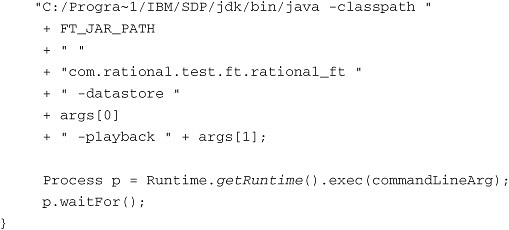 "C:/Progra~1/IBM/SDP/jdk/bin/java -classpath "
+ FT_JAR_PATH
+ " "
+ "com.rational.test.ft.rational_ft "
+ " -datastore "
+ args[0]
+ " -playback " + args[1];
Process p = Runtime.getRuntime().exec(commandLineArg);
p.waitFor();
}